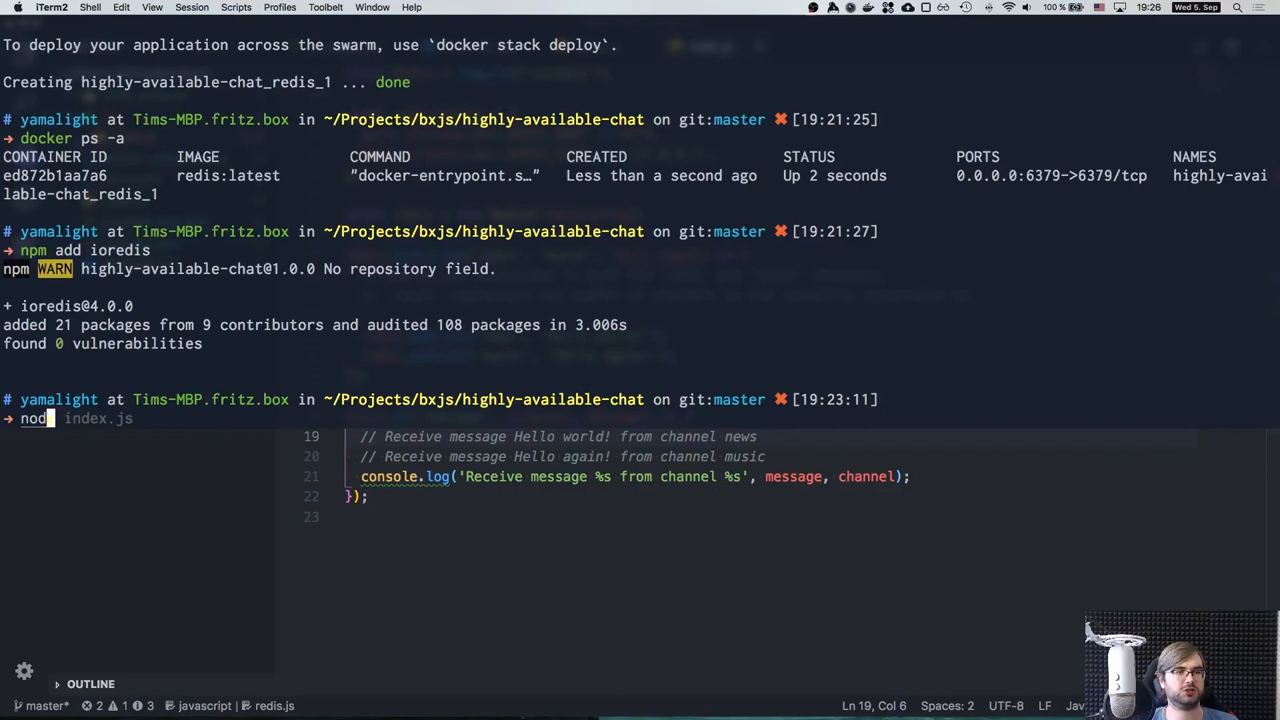 iTerm2 Shell Edit View Session Scripts Profiles Toolbelt Window Help 100 % Wed 5. Sep 19:26
To deploy your application across the swarm, use `docker stack deploy`.
Creating highly-available-chat_redis_1 ... done
# yamalight at Tims-MBP.fritz.box in ~/Projects/bxjs/highly-available-chat on git:master ✖ [19:21:25]
→ docker ps -a
CONTAINER ID IMAGE COMMAND CREATED STATUS PORTS NAMES
ed872b1aa7a6 redis:latest "docker-entrypoint.s…" Less than a second ago Up 2 seconds 0.0.0.0:6379->6379/tcp highly-avai
lable-chat_redis_1
# yamalight at Tims-MBP.fritz.box in ~/Projects/bxjs/highly-available-chat on git:master ✖ [19:21:27]
→ npm add ioredis
npm WARN highly-available-chat@1.0.0 No repository field.
+ ioredis@4.0.0
added 21 packages from 9 contributors and audited 108 packages in 3.006s
found 0 vulnerabilities
# yamalight at Tims-MBP.fritz.box in ~/Projects/bxjs/highly-available-chat on git:master ✖ [19:23:11]
→ node index.js
19 // Receive message Hello world! from channel news
20 // Receive message Hello again! from channel music
21 console.log('Receive message %s from channel %s', message, channel);
22 });
23
OUTLINE
master* 2 1 3 javascript redis.js Ln 19, Col 6 Spaces: 2 UTF-8 LF Jav